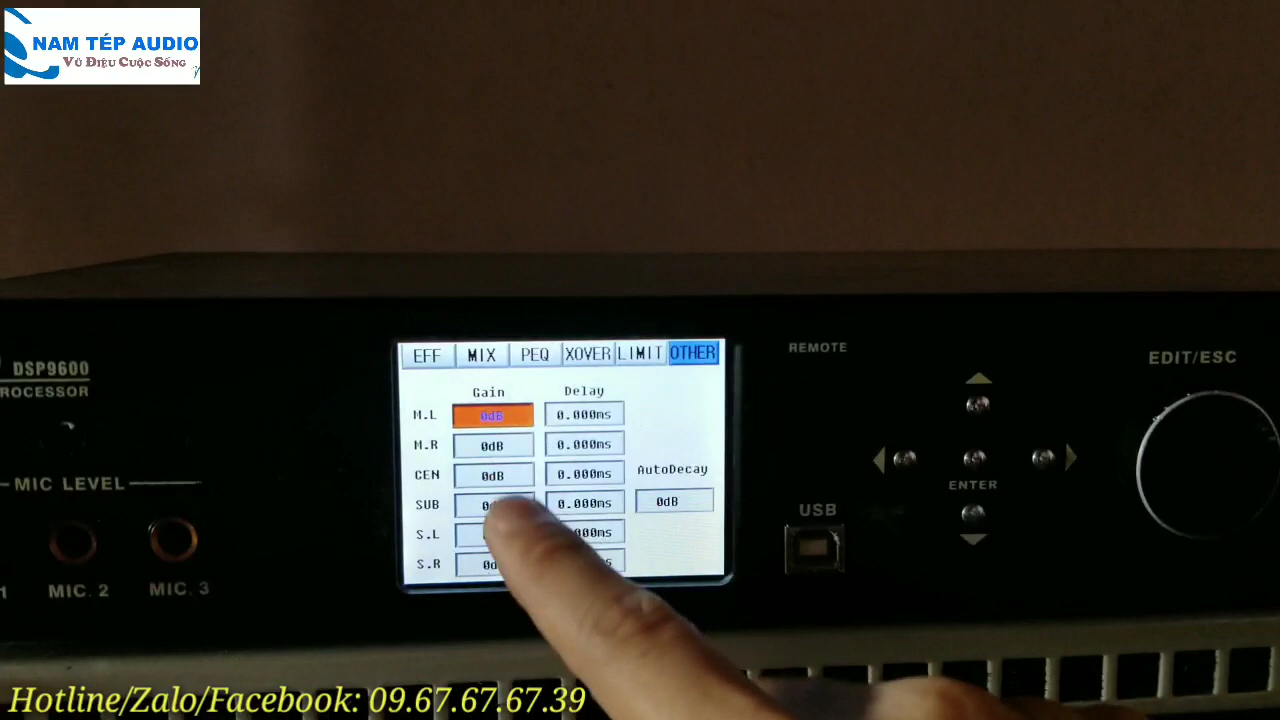 NAM TÉP AUDIO
Vũ Điệu Cuộc Sống
DSP9600
ROCESSOR
MIC LEVEL
1 MIC. 2 MIC. 3
EFF MIX PEQ XOVER LIMIT OTHER
Gain Delay
M.L 0dB 0.000ms
M.R 0dB 0.000ms
CEN 0dB 0.000ms
AutoDecay
SUB 0.000ms 0dB
S.L
S.R
REMOTE
ENTER
USB
EDIT/ESC
Hotline/Zalo/Facebook: 09.67.67.67.39